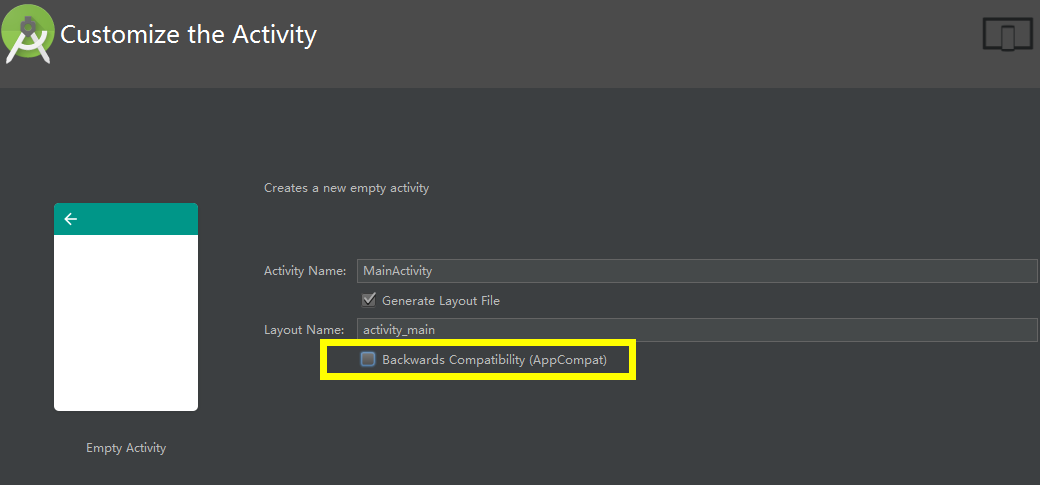 Customize the Activity
Creates a new empty activity
Activity Name: MainActivity
Generate Layout File
Layout Name: activity_main
Backwards Compatibility (AppCompat)
Empty Activity